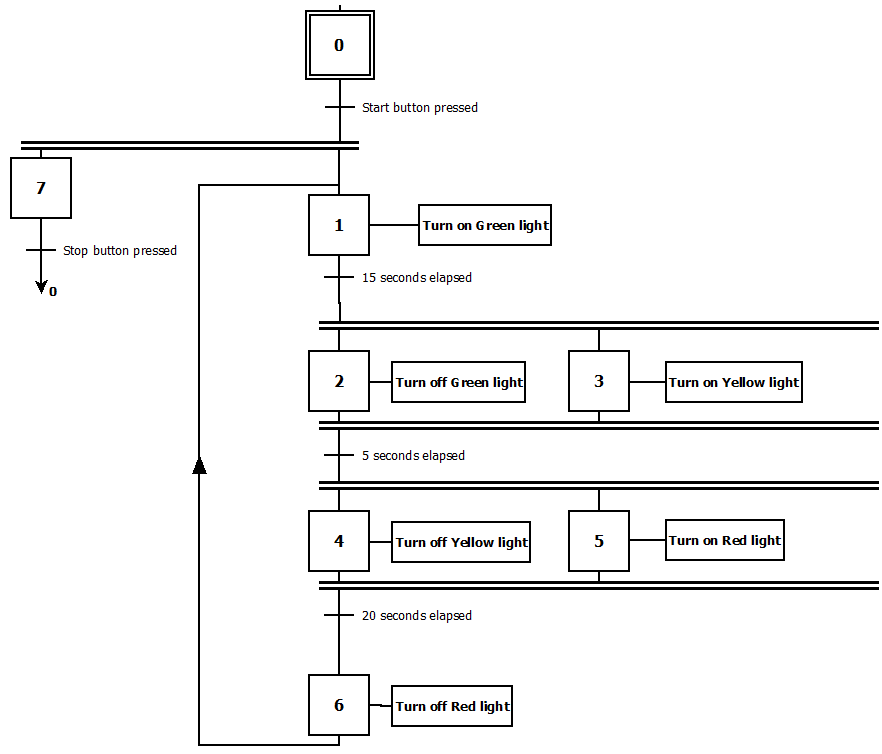 0
Start button pressed
7
1
Turn on Green light
Stop button pressed
15 seconds elapsed
0
2
Turn off Green light
3
Turn on Yellow light
5 seconds elapsed
4
Turn off Yellow light
5
Turn on Red light
20 seconds elapsed
6
Turn off Red light